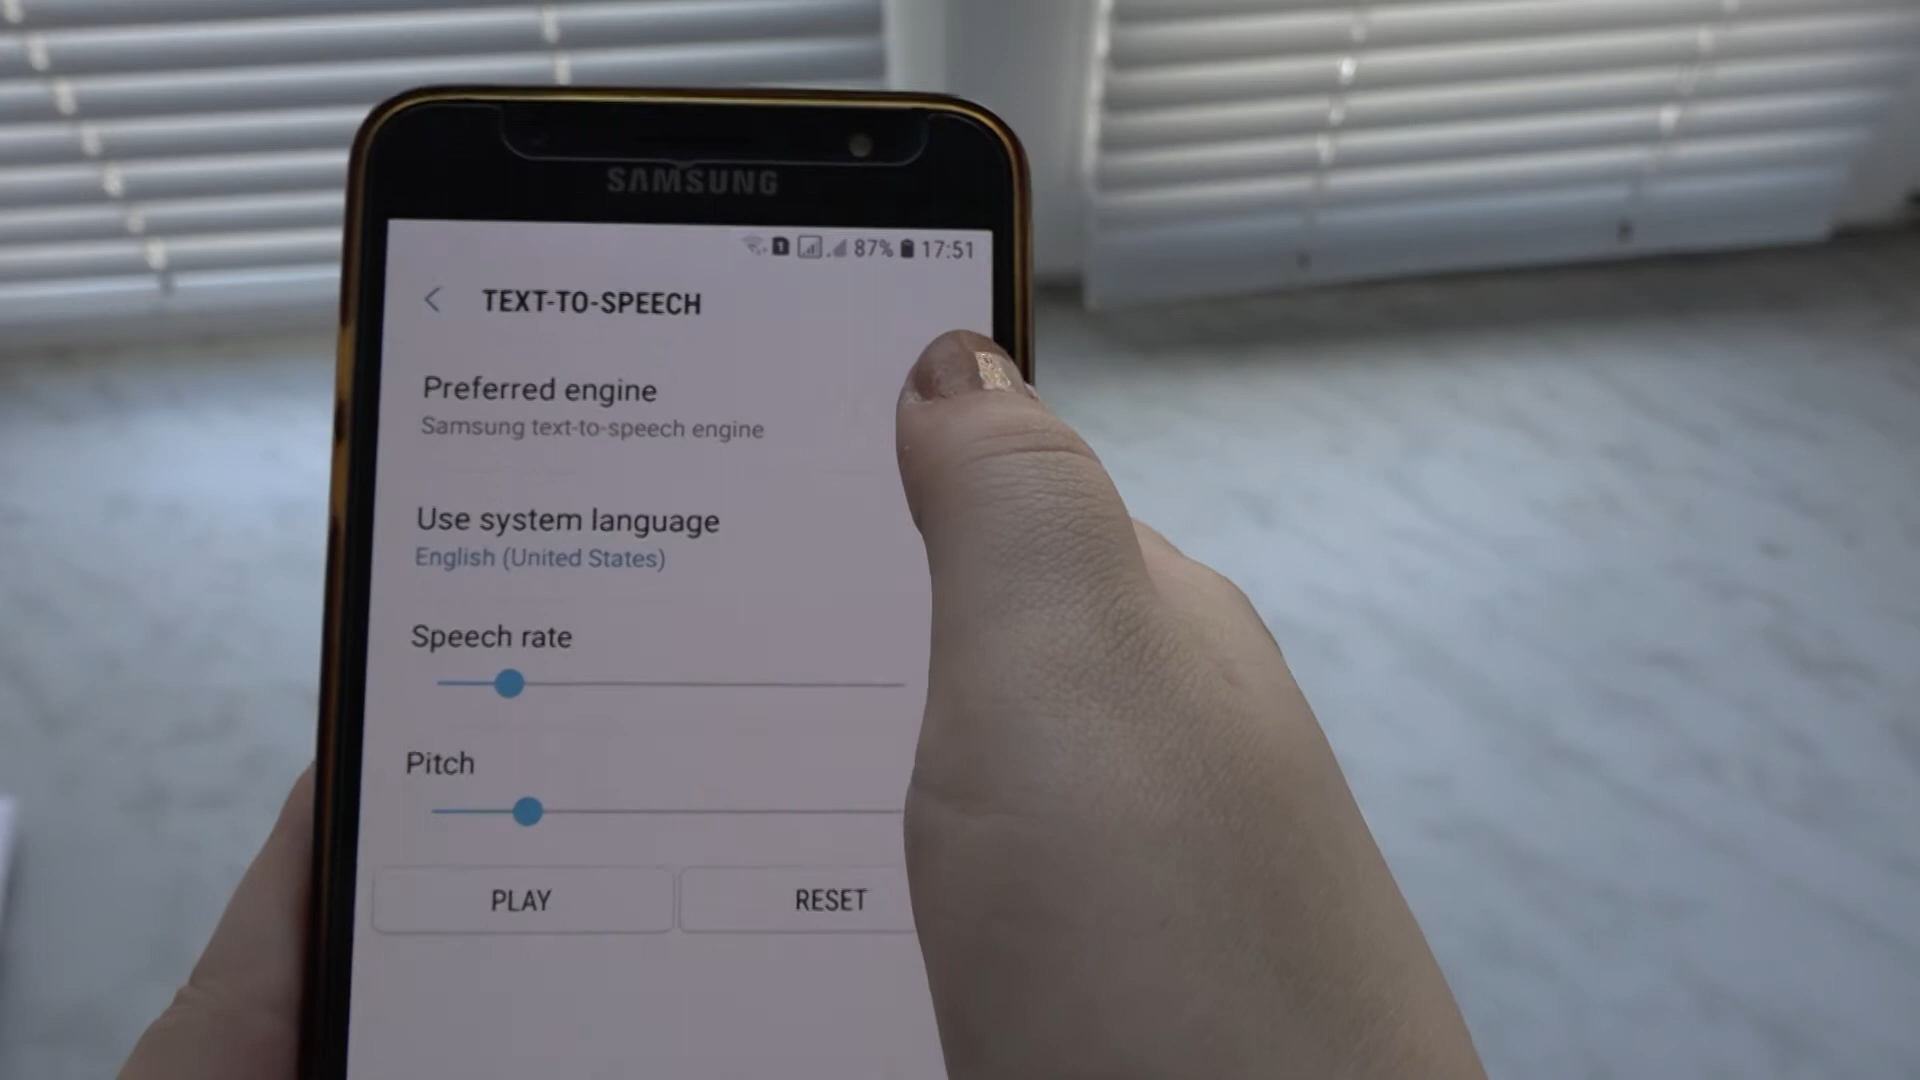 SAMSUNG
1 87% 17:51
TEXT-TO-SPEECH
Preferred engine
Samsung text-to-speech engine
Use system language
English (United States)
Speech rate
Pitch
PLAY RESET